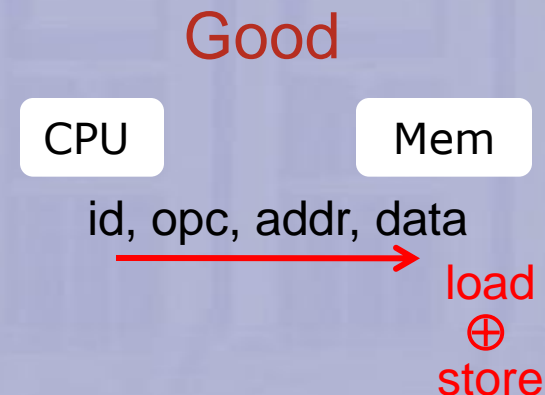 Good
CPU
Mem
id, opc, addr, data
load
⊕
store